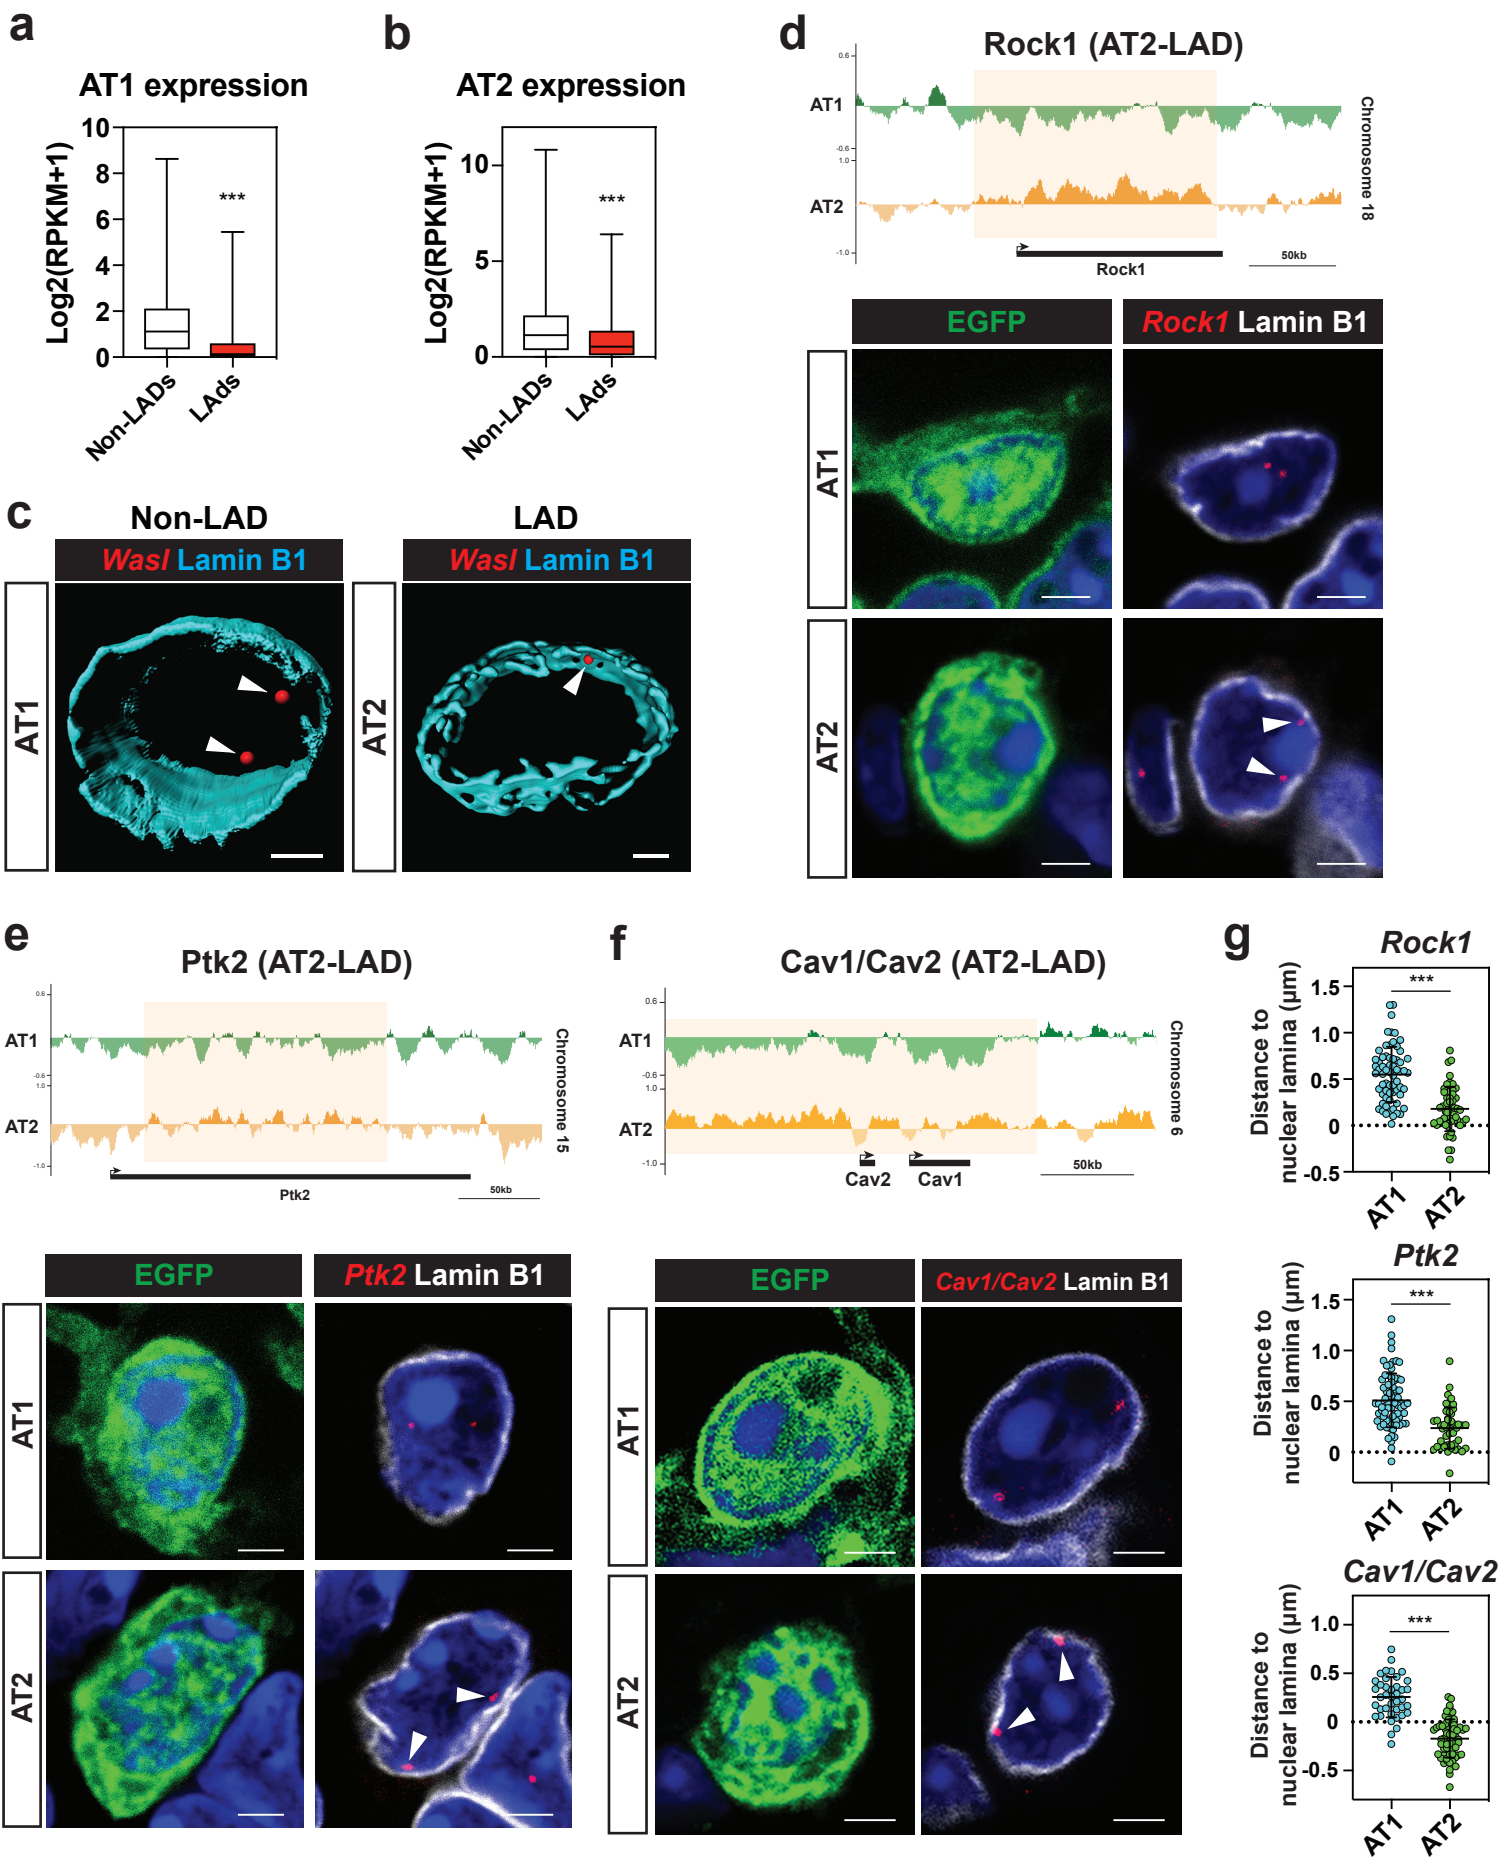 a
AT1 expression
Log2(RPKM+1)
10
8
6
4
2
0
***
Non-LADs
LAds
b
AT2 expression
Log2(RPKM+1)
10
5
0
***
Non-LADs
LAds
c
Non-LAD
LAD
Wasl Lamin B1
Wasl Lamin B1
AT1
AT2
d
Rock1 (AT2-LAD)
0.6
AT1
-0.6
1.0
AT2
-1.0
Chromosome 18
Rock1
50kb
EGFP
Rock1 Lamin B1
AT1
AT2
e
Ptk2 (AT2-LAD)
0.6
AT1
-0.6
1.0
AT2
-1.0
Chromosome 15
Ptk2
50kb
EGFP
Ptk2 Lamin B1
AT1
AT2
f
Cav1/Cav2 (AT2-LAD)
0.6
AT1
-0.6
1.0
AT2
-1.0
Chromosome 6
Cav2
Cav1
50kb
EGFP
Cav1/Cav2 Lamin B1
AT1
AT2
g
Rock1
Distance to
nuclear lamina (µm)
1.5
1.0
0.5
0
-0.5
***
AT1
AT2
Ptk2
Distance to
nuclear lamina (µm)
1.5
1.0
0.5
0
***
AT1
AT2
Cav1/Cav2
Distance to
nuclear lamina (µm)
1.0
0.5
0
-0.5
***
AT1
AT2